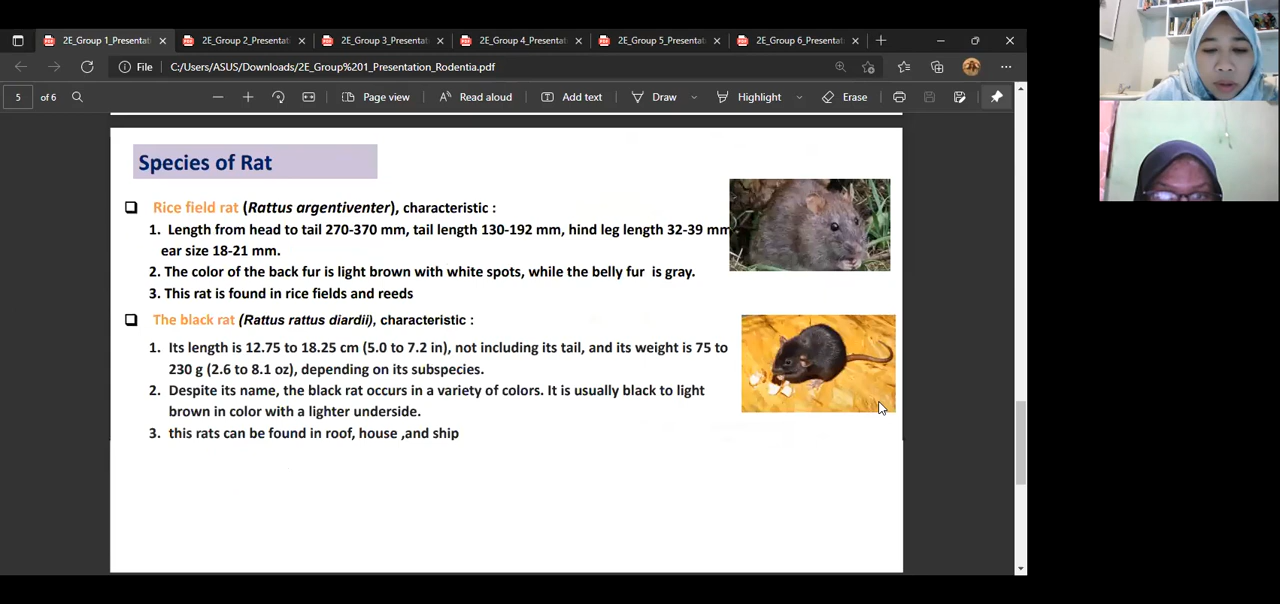 2E_Group 1_Presentati
2E_Group 2_Presentati
2E_Group 3_Presentati
2E_Group 4_Presentati
2E_Group 5_Presentati
2E_Group 6_Presentati
File
C:/Users/ASUS/Downloads/2E_Group%201_Presentation_Rodentia.pdf
5 of 6
Page view
Read aloud
Add text
Draw
Highlight
Erase
Species of Rat
Rice field rat (Rattus argentiventer), characteristic :
1. Length from head to tail 270-370 mm, tail length 130-192 mm, hind leg length 32-39 mm
ear size 18-21 mm.
2. The color of the back fur is light brown with white spots, while the belly fur is gray.
3. This rat is found in rice fields and reeds
The black rat (Rattus rattus diardii), characteristic :
1. Its length is 12.75 to 18.25 cm (5.0 to 7.2 in), not including its tail, and its weight is 75 to
230 g (2.6 to 8.1 oz), depending on its subspecies.
2. Despite its name, the black rat occurs in a variety of colors. It is usually black to light
brown in color with a lighter underside.
3. this rats can be found in roof, house ,and ship